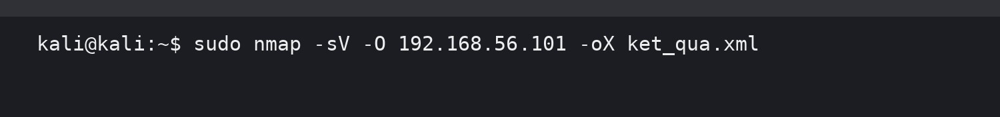 kali@kali:~$ sudo nmap -sV -O 192.168.56.101 -oX ket_qua.xml